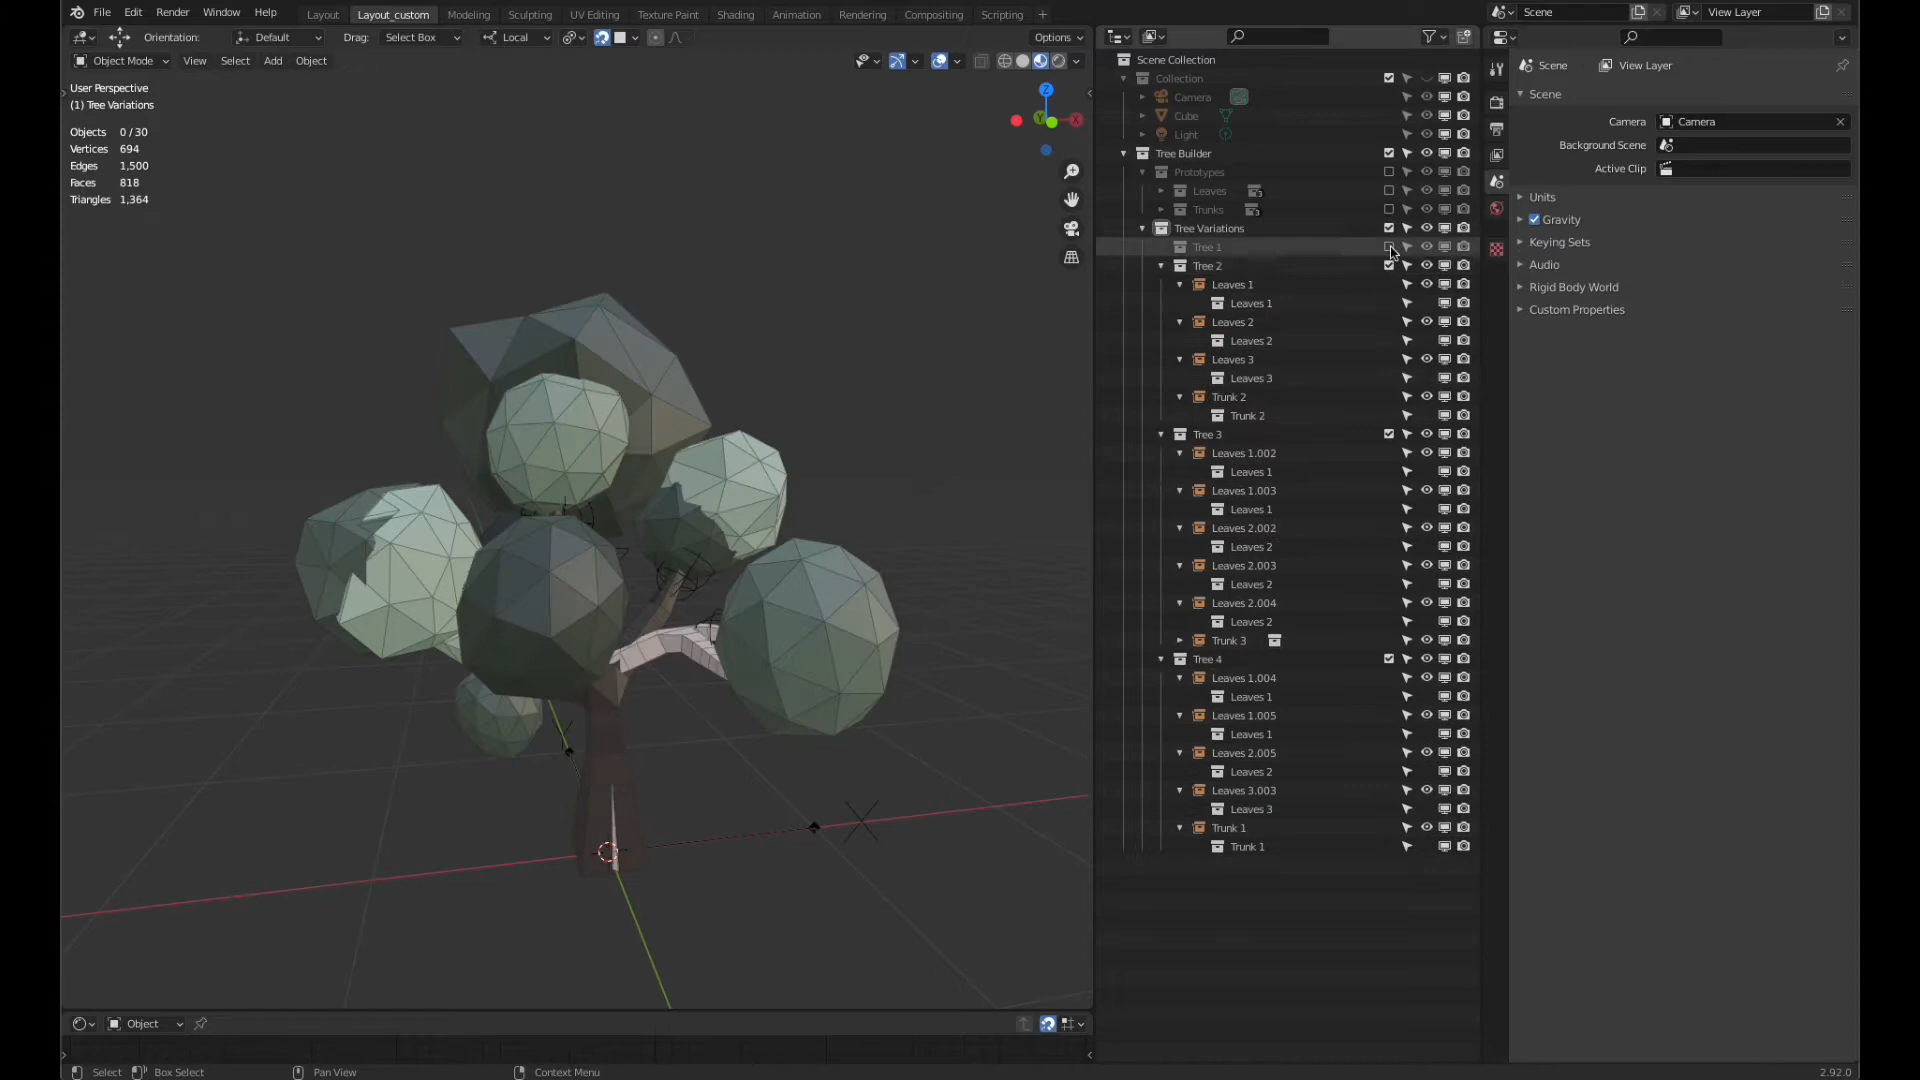 File Edit Render Window Help Layout Layout_custom Modeling Sculpting UV Editing Texture Paint Shading Animation Rendering Compositing Scripting Scene View Layer
Orientation: Default Drag: Select Box Local Options
Object Mode View Select Add Object
User Perspective
(1) Tree Variations
Objects 0 / 30
Vertices 694
Edges 1,500
Faces 818
Triangles 1,364
Z
Y
X
Scene Collection
Collection
Camera
Cube
Light
Tree Builder
Prototypes
Leaves 3
Trunks 3
Tree Variations
Tree 1
Tree 2
Leaves 1
Leaves 1
Leaves 2
Leaves 2
Leaves 3
Leaves 3
Trunk 2
Trunk 2
Tree 3
Leaves 1.002
Leaves 1
Leaves 1.003
Leaves 1
Leaves 2.002
Leaves 2
Leaves 2.003
Leaves 2
Leaves 2.004
Leaves 2
Trunk 3
Tree 4
Leaves 1.004
Leaves 1
Leaves 1.005
Leaves 1
Leaves 2.005
Leaves 2
Leaves 3.003
Leaves 3
Trunk 1
Trunk 1
Scene View Layer
Scene
Camera Camera
Background Scene
Active Clip
Units
Gravity
Keying Sets
Audio
Rigid Body World
Custom Properties
Object
Select Box Select Pan View Context Menu 2.92.0